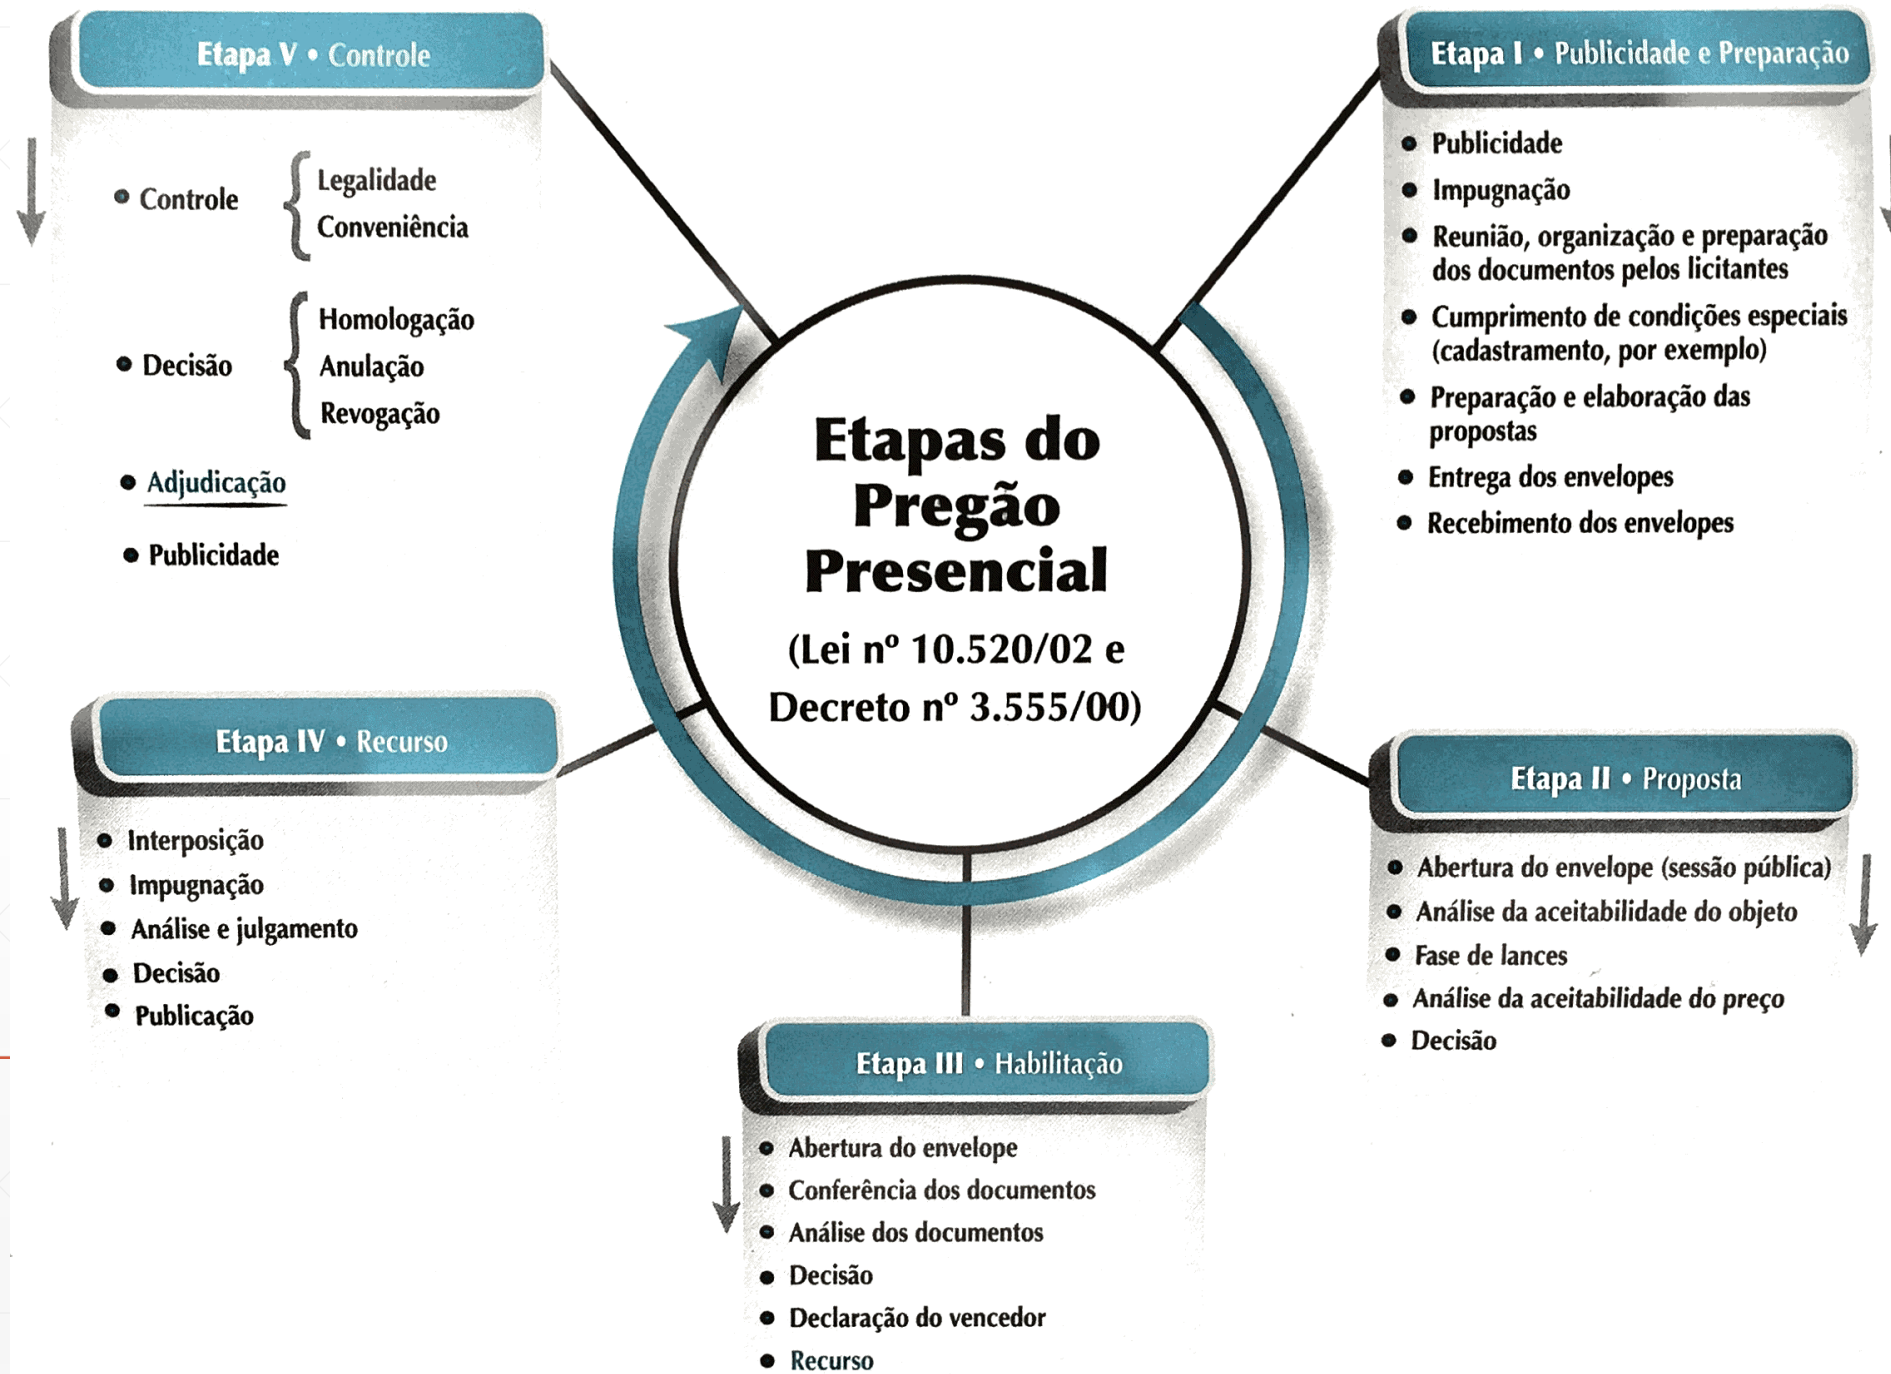 Etapas do
Pregão
Presencial
(Lei nº 10.520/02 e
Decreto nº 3.555/00)
Etapa I • Publicidade e Preparação
• Publicidade
• Impugnação
• Reunião, organização e preparação
dos documentos pelos licitantes
• Cumprimento de condições especiais
(cadastramento, por exemplo)
• Preparação e elaboração das
propostas
• Entrega dos envelopes
• Recebimento dos envelopes
Etapa II • Proposta
• Abertura do envelope (sessão pública)
• Análise da aceitabilidade do objeto
• Fase de lances
• Análise da aceitabilidade do preço
• Decisão
Etapa III • Habilitação
• Abertura do envelope
• Conferência dos documentos
• Análise dos documentos
• Decisão
• Declaração do vencedor
• Recurso
Etapa IV • Recurso
• Interposição
• Impugnação
• Análise e julgamento
• Decisão
• Publicação
Etapa V • Controle
• Controle
Legalidade
Conveniência
• Decisão
Homologação
Anulação
Revogação
• Adjudicação
• Publicidade